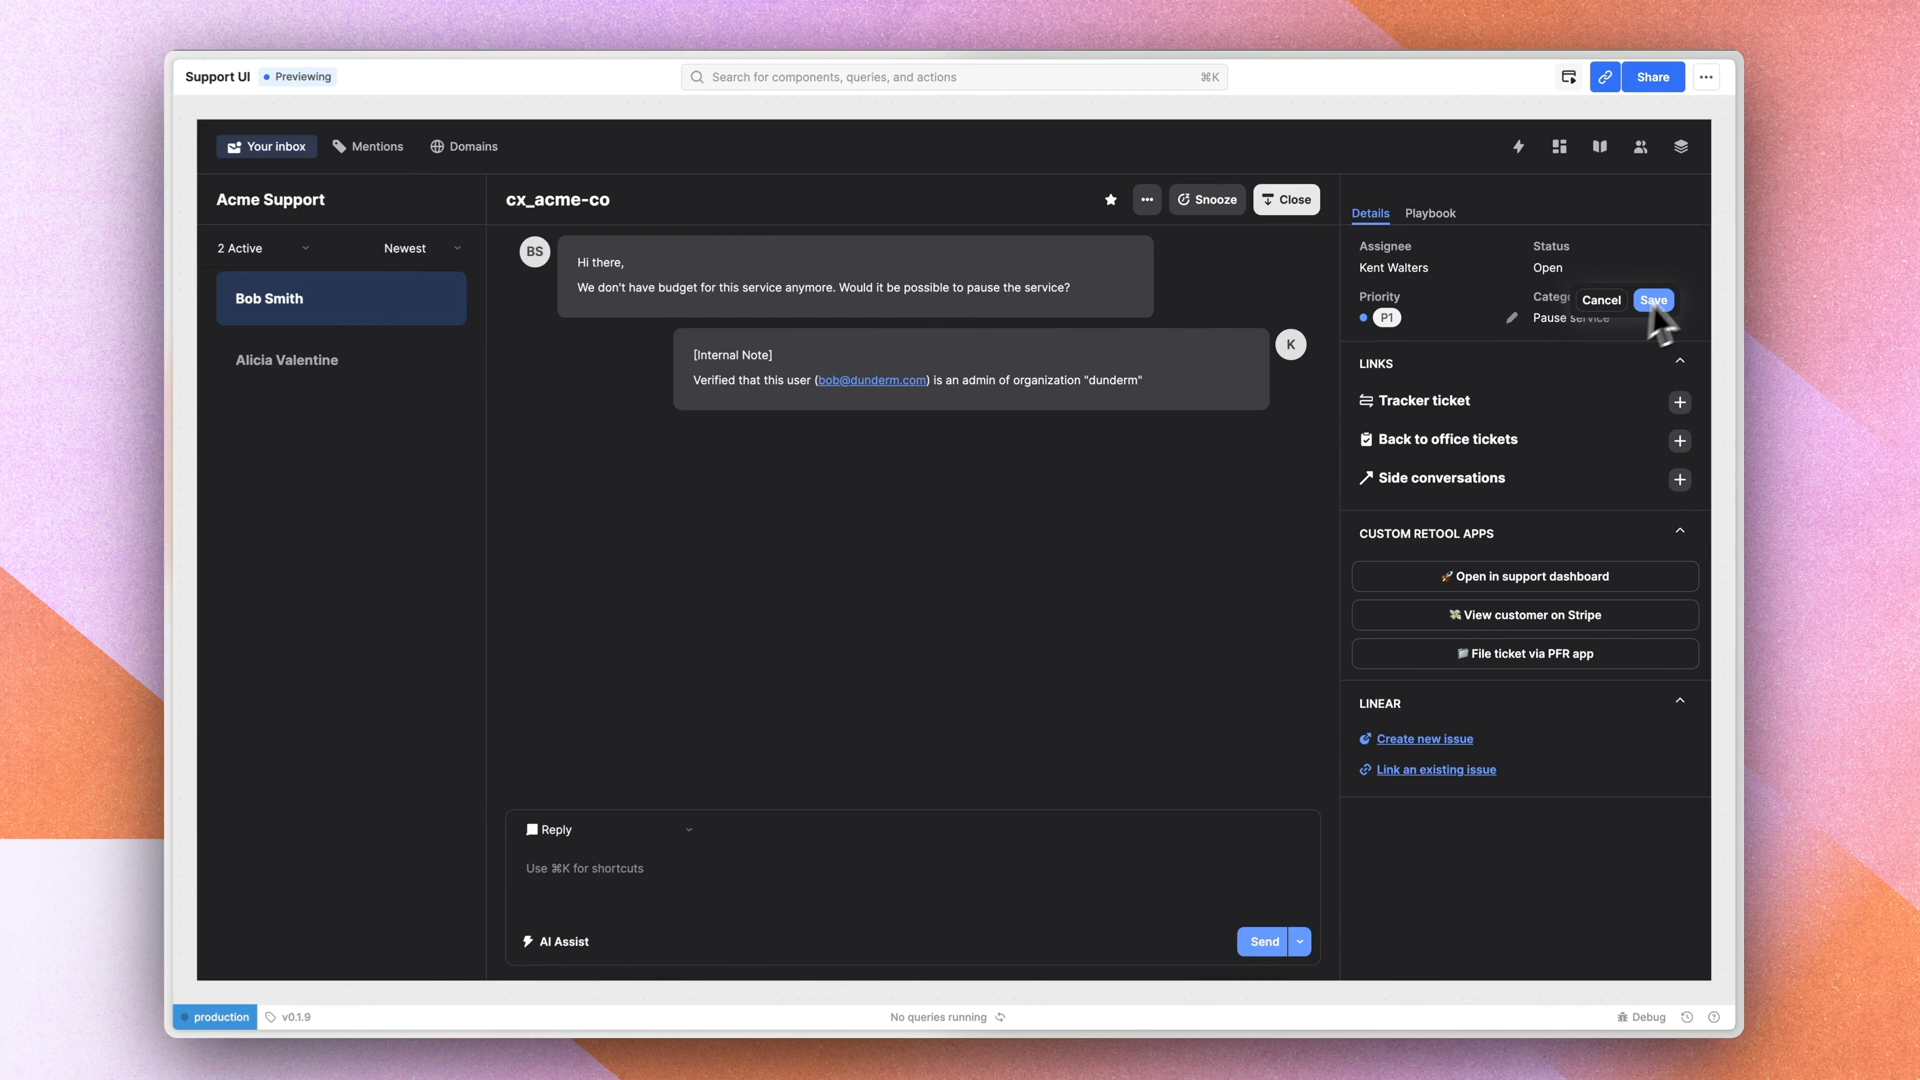 Support UI Previewing Search for components, queries, and actions ⌘K Share
Your inbox Mentions Domains
Acme Support
2 Active Newest
Bob Smith
Alicia Valentine
cx_acme-co Snooze Close
BS
Hi there,
We don't have budget for this service anymore. Would it be possible to pause the service?
K
[Internal Note]
Verified that this user (bob@dunderm.com) is an admin of organization "dunderm"
Reply
Use ⌘K for shortcuts
AI Assist Send
Details Playbook
Assignee Status
Kent Walters Open
Priority Catego Cancel Save
P1 Pause service
LINKS
Tracker ticket
Back to office tickets
Side conversations
CUSTOM RETOOL APPS
🚀 Open in support dashboard
💸 View customer on Stripe
File ticket via PFR app
LINEAR
Create new issue
Link an existing issue
production v0.1.9 No queries running Debug